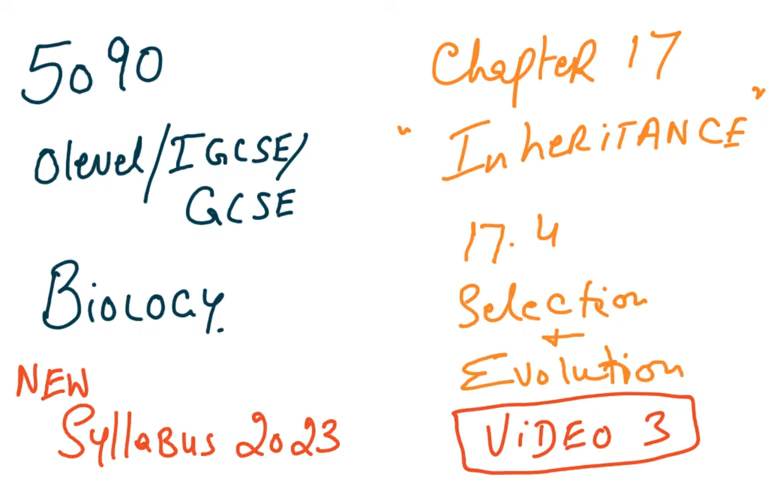 5090
Olevel/IGCSE/
GCSE
Biology.
NEW
Syllabus 2023
Chapter 17
"InheRiTANCE"
17.4
Selection
+
Evolution
ViDEO 3